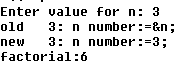 Enter value for n: 3
old   3: n number:=&n;
new   3: n number:=3;
factorial:6